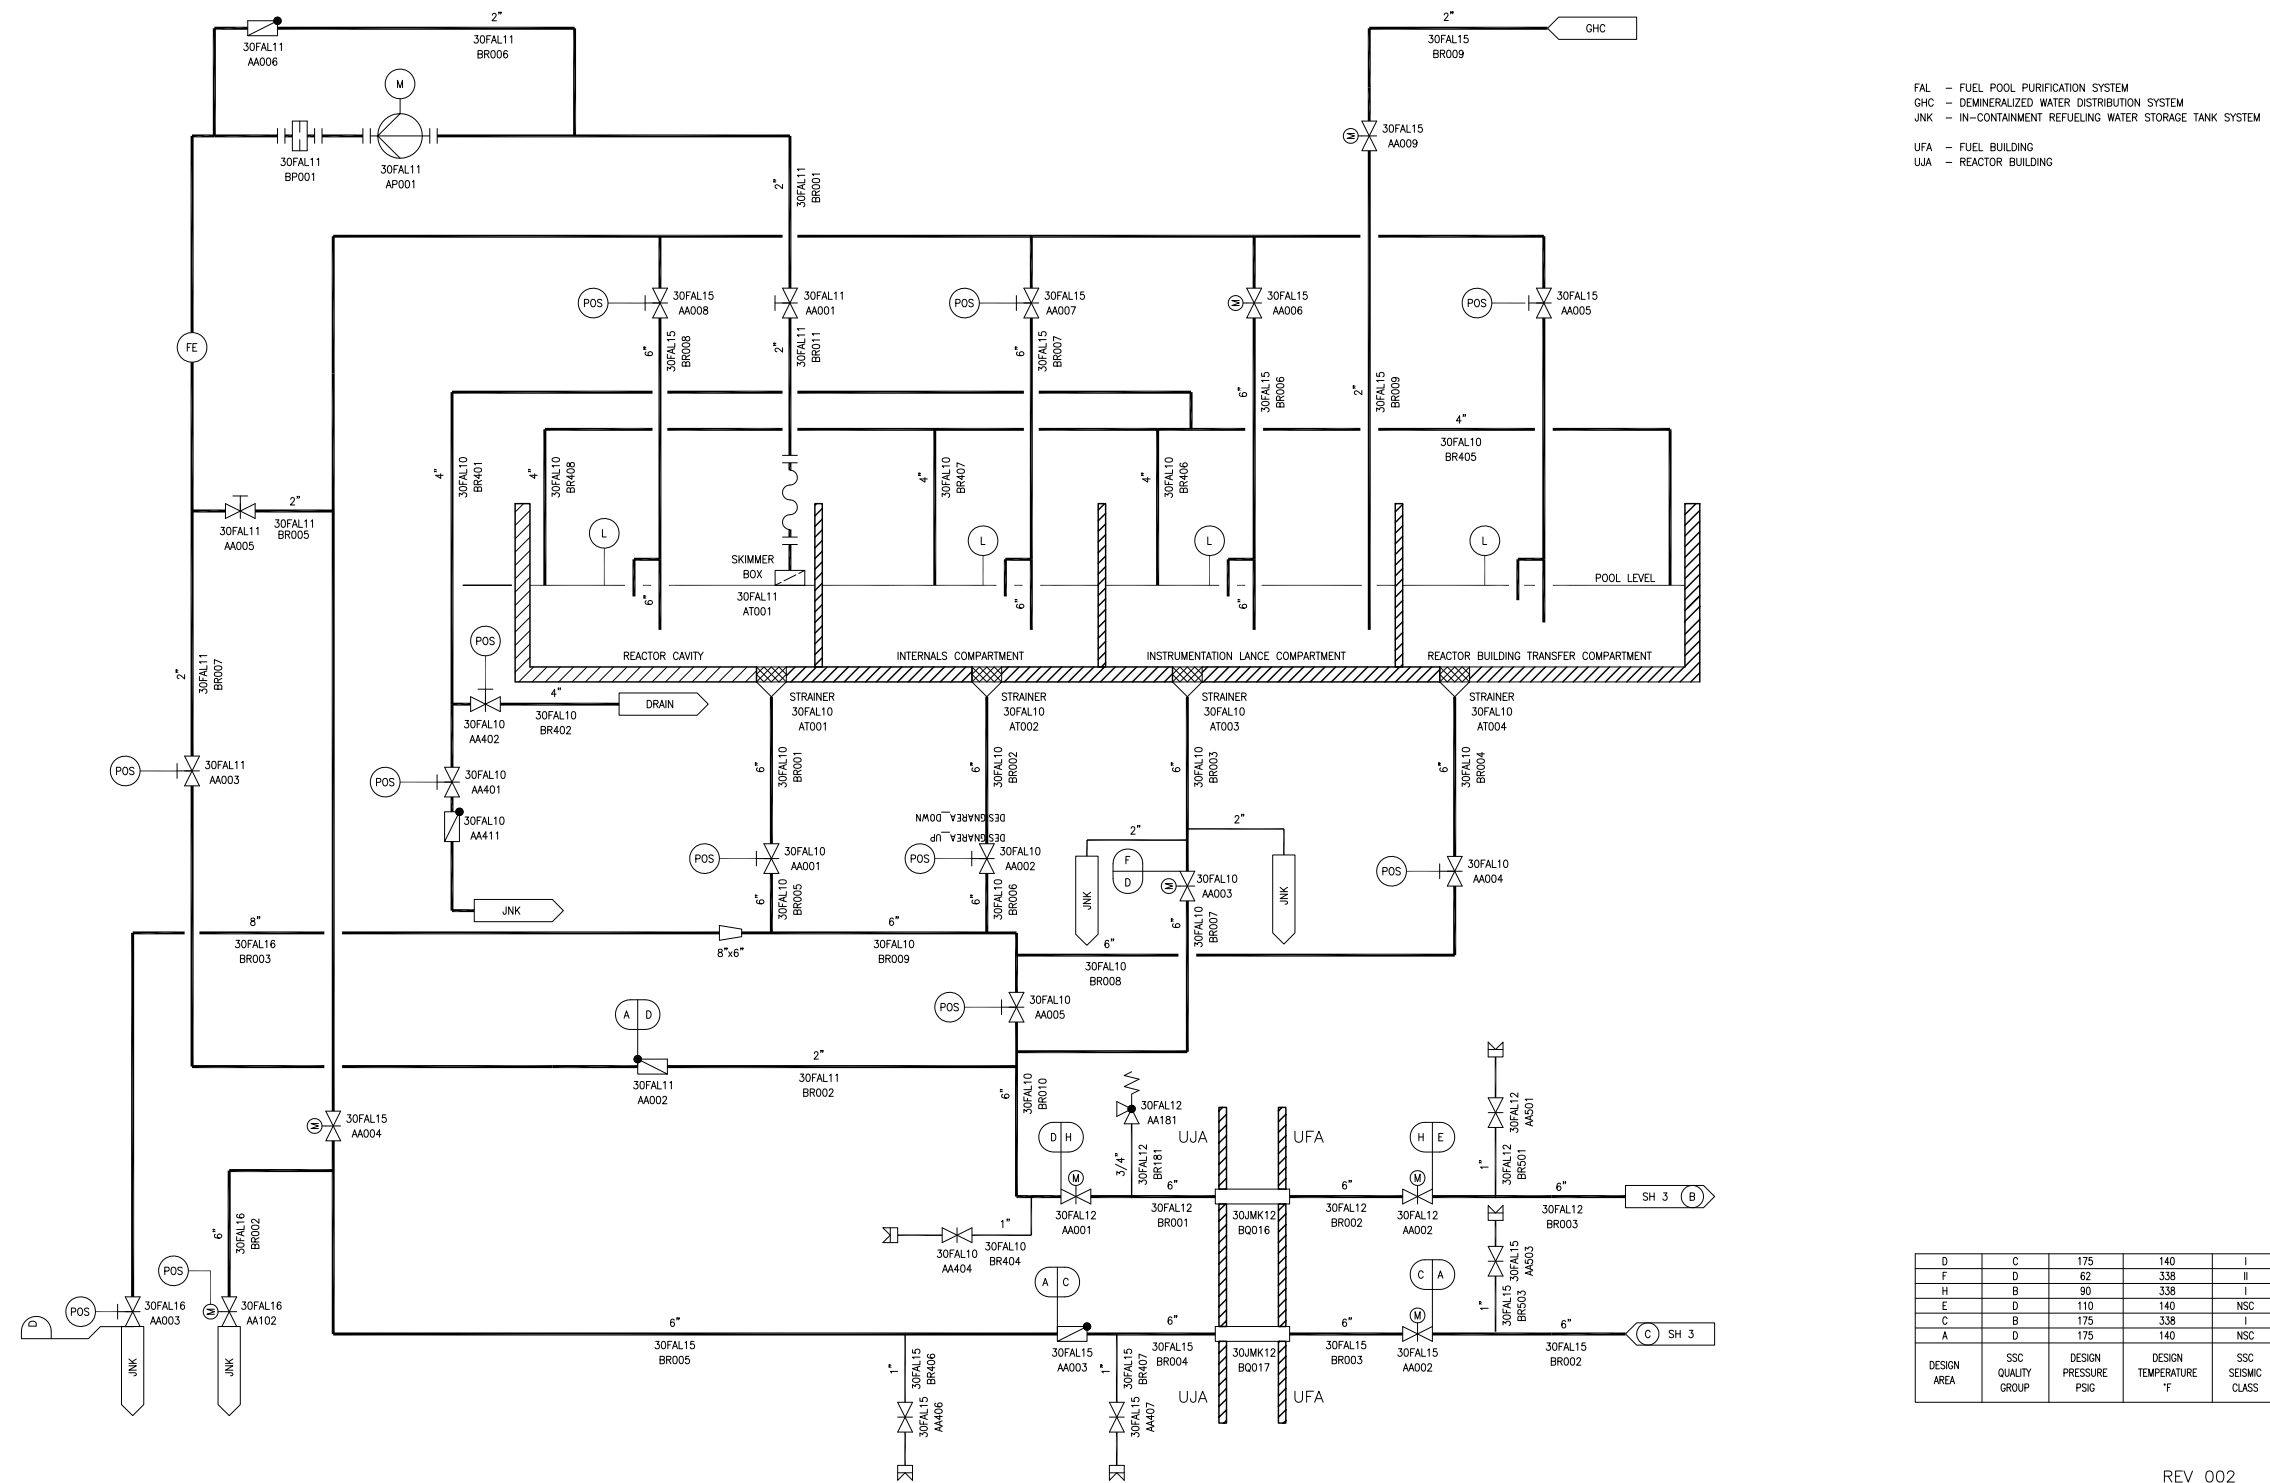 2"
30FAL11
BR006
30FAL11
AA006
M
30FAL11
BP001
30FAL11
AP001
2"
30FAL11
BR001
2"
30FAL15
BR009
GHC
M
30FAL15
AA009
FAL – FUEL POOL PURIFICATION SYSTEM
GHC – DEMINERALIZED WATER DISTRIBUTION SYSTEM
JNK – IN-CONTAINMENT REFUELING WATER STORAGE TANK SYSTEM
UFA – FUEL BUILDING
UJA – REACTOR BUILDING
POS
30FAL15
AA008
30FAL11
AA001
POS
30FAL15
AA007
M
30FAL15
AA006
POS
30FAL15
AA005
FE
6"
30FAL15
BR008
2"
30FAL11
BR011
6"
30FAL15
BR007
6"
30FAL15
BR006
2"
30FAL15
BR009
4"
30FAL10
BR405
4"
30FAL10
BR401
4"
30FAL10
BR408
4"
30FAL10
BR407
4"
30FAL10
BR406
2"
30FAL11
BR005
30FAL11
AA005
L
L
L
L
SKIMMER
BOX
30FAL11
AT001
POOL LEVEL
6"
6"
6"
REACTOR CAVITY
INTERNALS COMPARTMENT
INSTRUMENTATION LANCE COMPARTMENT
REACTOR BUILDING TRANSFER COMPARTMENT
2"
30FAL11
BR007
POS
30FAL10
AA402
4"
30FAL10
BR402
DRAIN
STRAINER
30FAL10
AT001
STRAINER
30FAL10
AT002
STRAINER
30FAL10
AT003
STRAINER
30FAL10
AT004
POS
30FAL11
AA003
POS
30FAL10
AA401
30FAL10
AA411
JNK
6"
30FAL10
BR001
6"
30FAL10
BR002
6"
30FAL10
BR003
6"
30FAL10
BR004
DESIGNAREA_DOWN
DESIGNAREA_UP
POS
30FAL10
AA001
POS
30FAL10
AA002
2"
2"
F
D
M
30FAL10
AA003
JNK
JNK
POS
30FAL10
AA004
6"
30FAL10
BR005
6"
30FAL10
BR006
6"
30FAL10
BR007
8"
30FAL16
BR003
8"x6"
6"
30FAL10
BR009
6"
30FAL10
BR008
POS
30FAL10
AA005
A D
30FAL11
AA002
2"
30FAL11
BR002
6"
30FAL10
BR010
M
30FAL15
AA004
30FAL12
AA181
3/4"
30FAL12
BR181
UJA
UFA
D H
M
30FAL12
AA001
6"
30FAL12
BR001
30JMK12
BQ016
6"
30FAL12
BR002
H E
M
30FAL12
AA002
30FAL12
AA501
1"
30FAL12
BR501
6"
30FAL12
BR003
SH 3 B
1"
30FAL10
AA404
30FAL10
BR404
6"
30FAL16
BR002
POS
M
30FAL16
AA102
POS
30FAL16
AA003
D
JNK
JNK
6"
30FAL15
BR005
A C
30FAL15
AA003
6"
30FAL15
BR004
30JMK12
BQ017
6"
30FAL15
BR003
C A
M
30FAL15
AA002
30FAL15
AA503
1"
30FAL15
BR503
6"
30FAL15
BR002
C SH 3
1"
30FAL15
BR406
30FAL15
AA406
1"
30FAL15
BR407
30FAL15
AA407
UJA
UFA
D C 175 140 I
F D 62 338 II
H B 90 338 I
E D 110 140 NSC
C B 175 338 I
A D 175 140 NSC
DESIGN AREA SSC QUALITY GROUP DESIGN PRESSURE PSIG DESIGN TEMPERATURE °F SSC SEISMIC CLASS
REV 002